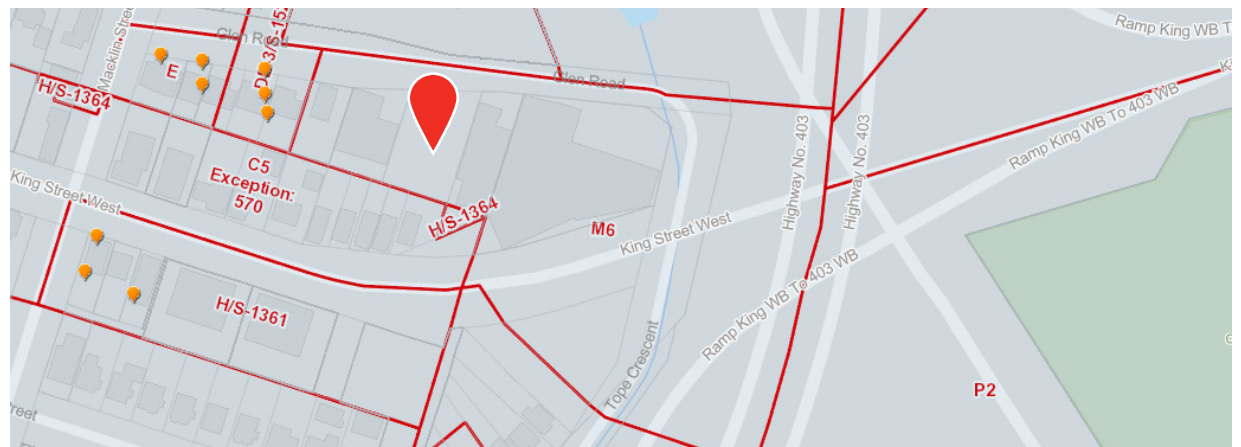 Glen Road
Ramp King WB T
Macklin Street
E
H/S-1364
Glen Road
C5
Exception:
570
Highway No. 403
Highway No. 403
Ramp King WB To 403 WB
King Street West
H/S-1364
M6
King Street West
H/S-1361
Ramp King WB To 403 WB
Tope Crescent
P2